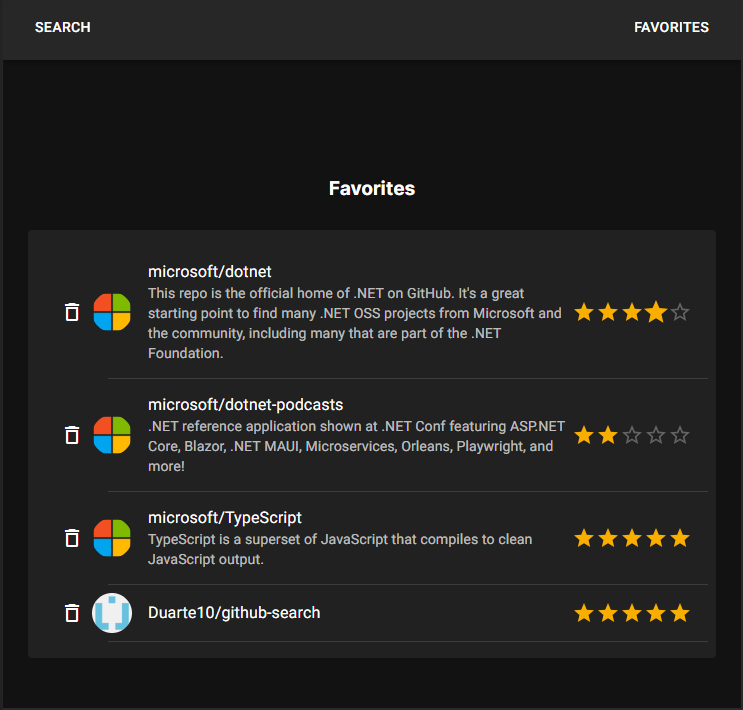 SEARCH
FAVORITES
Favorites
microsoft/dotnet
This repo is the official home of .NET on GitHub. It's a great
starting point to find many .NET OSS projects from Microsoft and
the community, including many that are part of the .NET
Foundation.
microsoft/dotnet-podcasts
.NET reference application shown at .NET Conf featuring ASP.NET
Core, Blazor, .NET MAUI, Microservices, Orleans, Playwright, and
more!
microsoft/TypeScript
TypeScript is a superset of JavaScript that compiles to clean
JavaScript output.
Duarte10/github-search